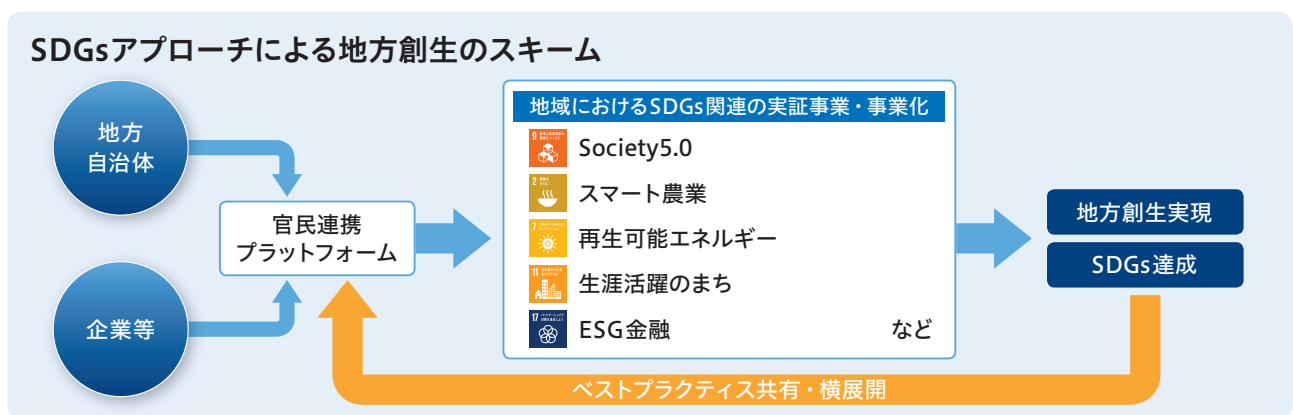 SDGsアプローチによる地方創生のスキーム
地方
自治体
企業等
官民連携
プラットフォーム
地域におけるSDGs関連の実証事業・事業化
9
Society5.0
2
スマート農業
7
再生可能エネルギー
11
生涯活躍のまち
17
ESG金融 など
地方創生実現
SDGs達成
ベストプラクティス共有・横展開